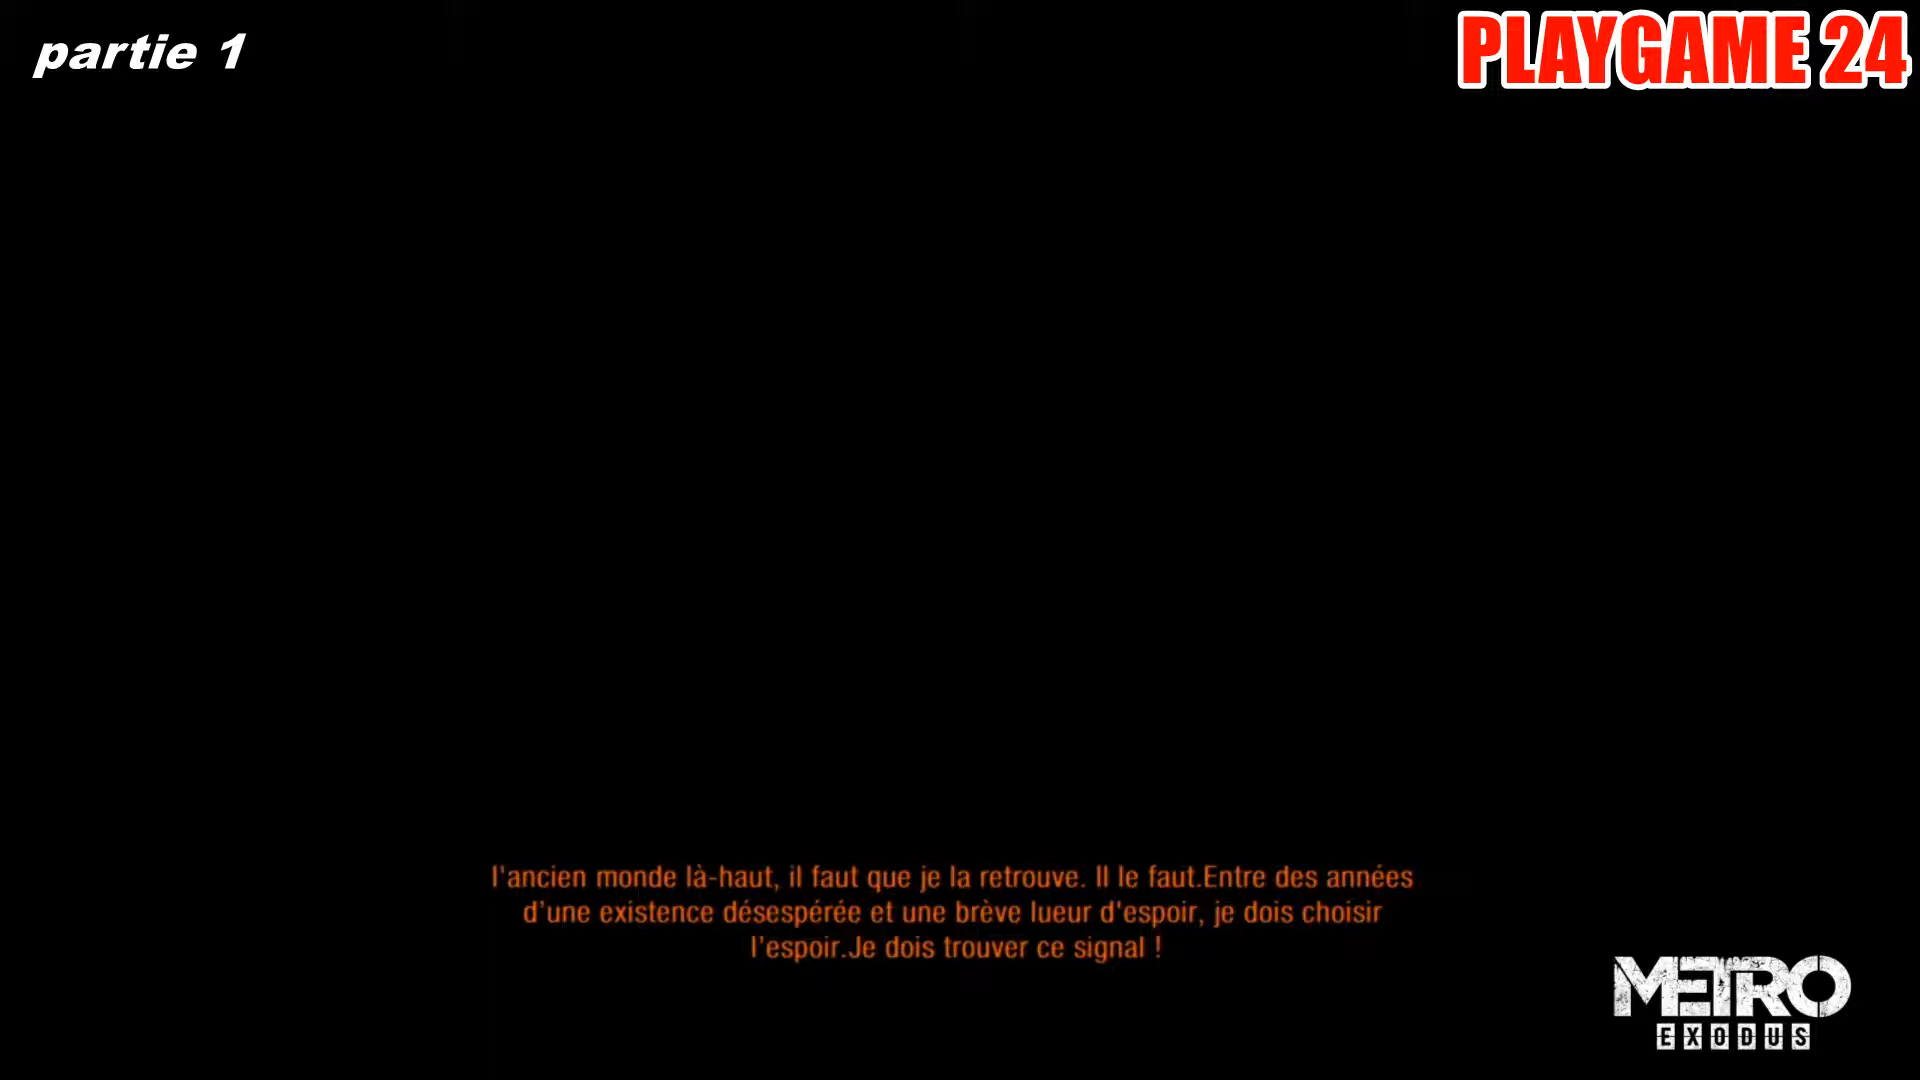 partie 1
PLAYGAME 24
l'ancien monde là-haut, il faut que je la retrouve. Il le faut.Entre des années
d'une existence désespérée et une brève lueur d'espoir, je dois choisir
l'espoir.Je dois trouver ce signal !
METRO
EXODUS